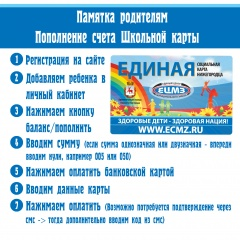 Памятка родителям
Пополнение счета Школьной карты
1 Регистрация на сайте
2 Добавляем ребенка в
личный кабинет
3 Нажимаем кнопку
баланс/пополнить
ЕДИНАЯ
СОЦИАЛЬНАЯ
КАРТА
НИЖЕГОРОДЦА
ЕЦМЗ
ЗДОРОВЫЕ ДЕТИ - ЗДОРОВАЯ НАЦИЯ!
WWW.ECMZ.RU
4 Вводим сумму (если сумма однозначная или двузначная - впереди
вводим нули, например 005 или 050)
5 Нажимаем оплатить банковской картой
6 Вводим данные карты
7 Нажимаем оплатить (Возможно потребуется подтверждение через
смс -> тогда дополнительно вводим код из смс)